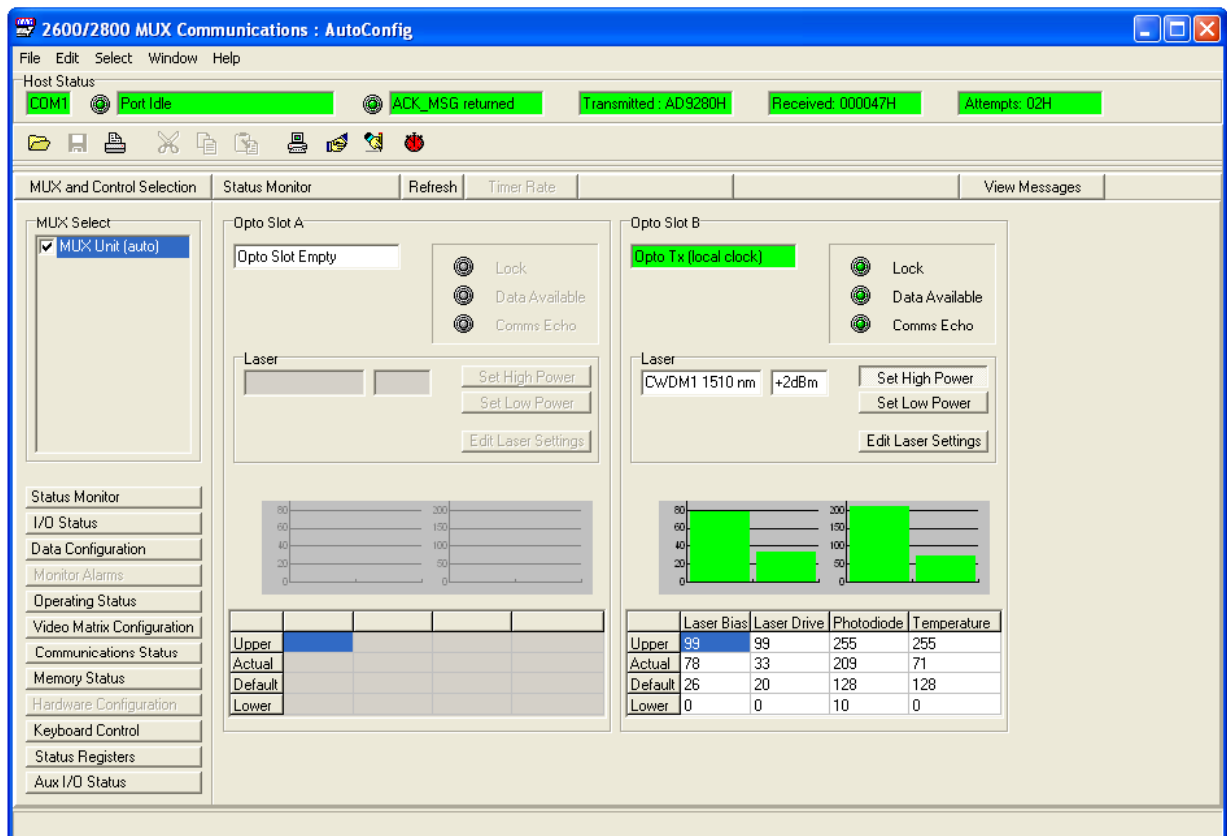 2600/2800 MUX Communications : AutoConfig
File Edit Select Window Help
Host Status
COM1 Port Idle ACK_MSG returned Transmitted : AD9280H Received: 000047H Attempts: 02H
MUX and Control Selection Status Monitor Refresh Timer Rate View Messages
MUX Select
MUX Unit (auto)
Status Monitor
I/O Status
Data Configuration
Monitor Alarms
Operating Status
Video Matrix Configuration
Communications Status
Memory Status
Hardware Configuration
Keyboard Control
Status Registers
Aux I/O Status
Opto Slot A
Opto Slot Empty
Lock
Data Available
Comms Echo
Laser
Set High Power
Set Low Power
Edit Laser Settings
80 200
60 150
40 100
20 50
0 0
Upper
Actual
Default
Lower
Opto Slot B
Opto Tx (local clock)
Lock
Data Available
Comms Echo
Laser
CWDM1 1510 nm +2dBm Set High Power
Set Low Power
Edit Laser Settings
80 200
60 150
40 100
20 50
0 0
Laser Bias Laser Drive Photodiode Temperature
Upper 99 99 255 255
Actual 78 33 209 71
Default 26 20 128 128
Lower 0 0 10 0